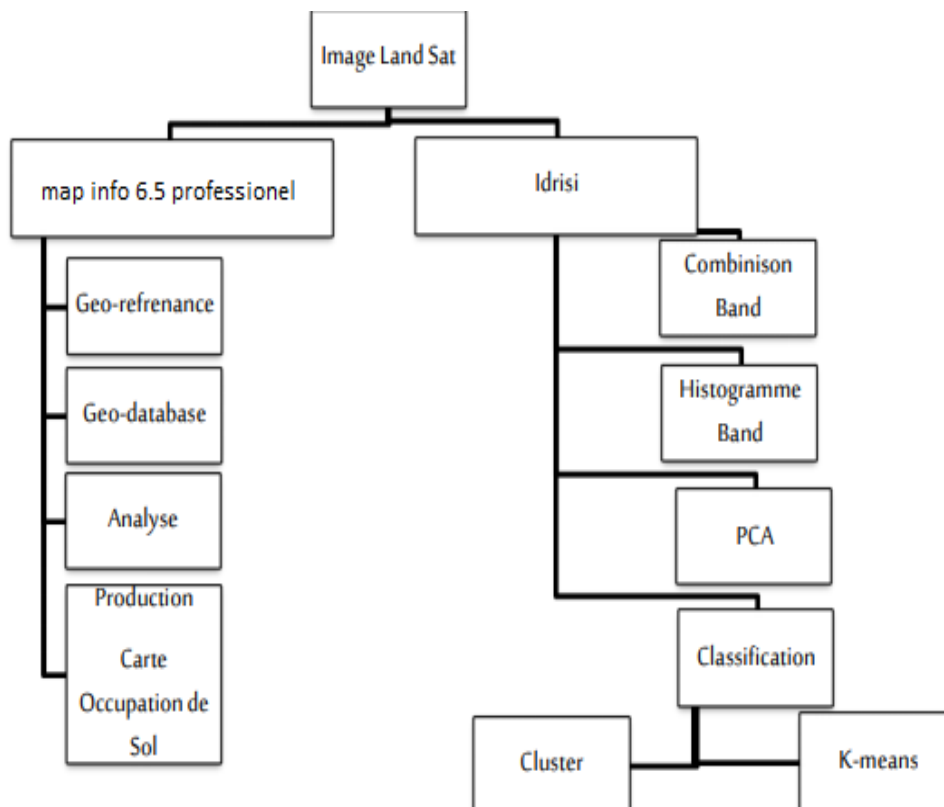 Image Land Sat
map info 6.5 professionel
Geo-refrenance
Geo-database
Analyse
Production
Carte
Occupation de
Sol
Idrisi
Combinison
Band
Histogramme
Band
PCA
Classification
Cluster
K-means